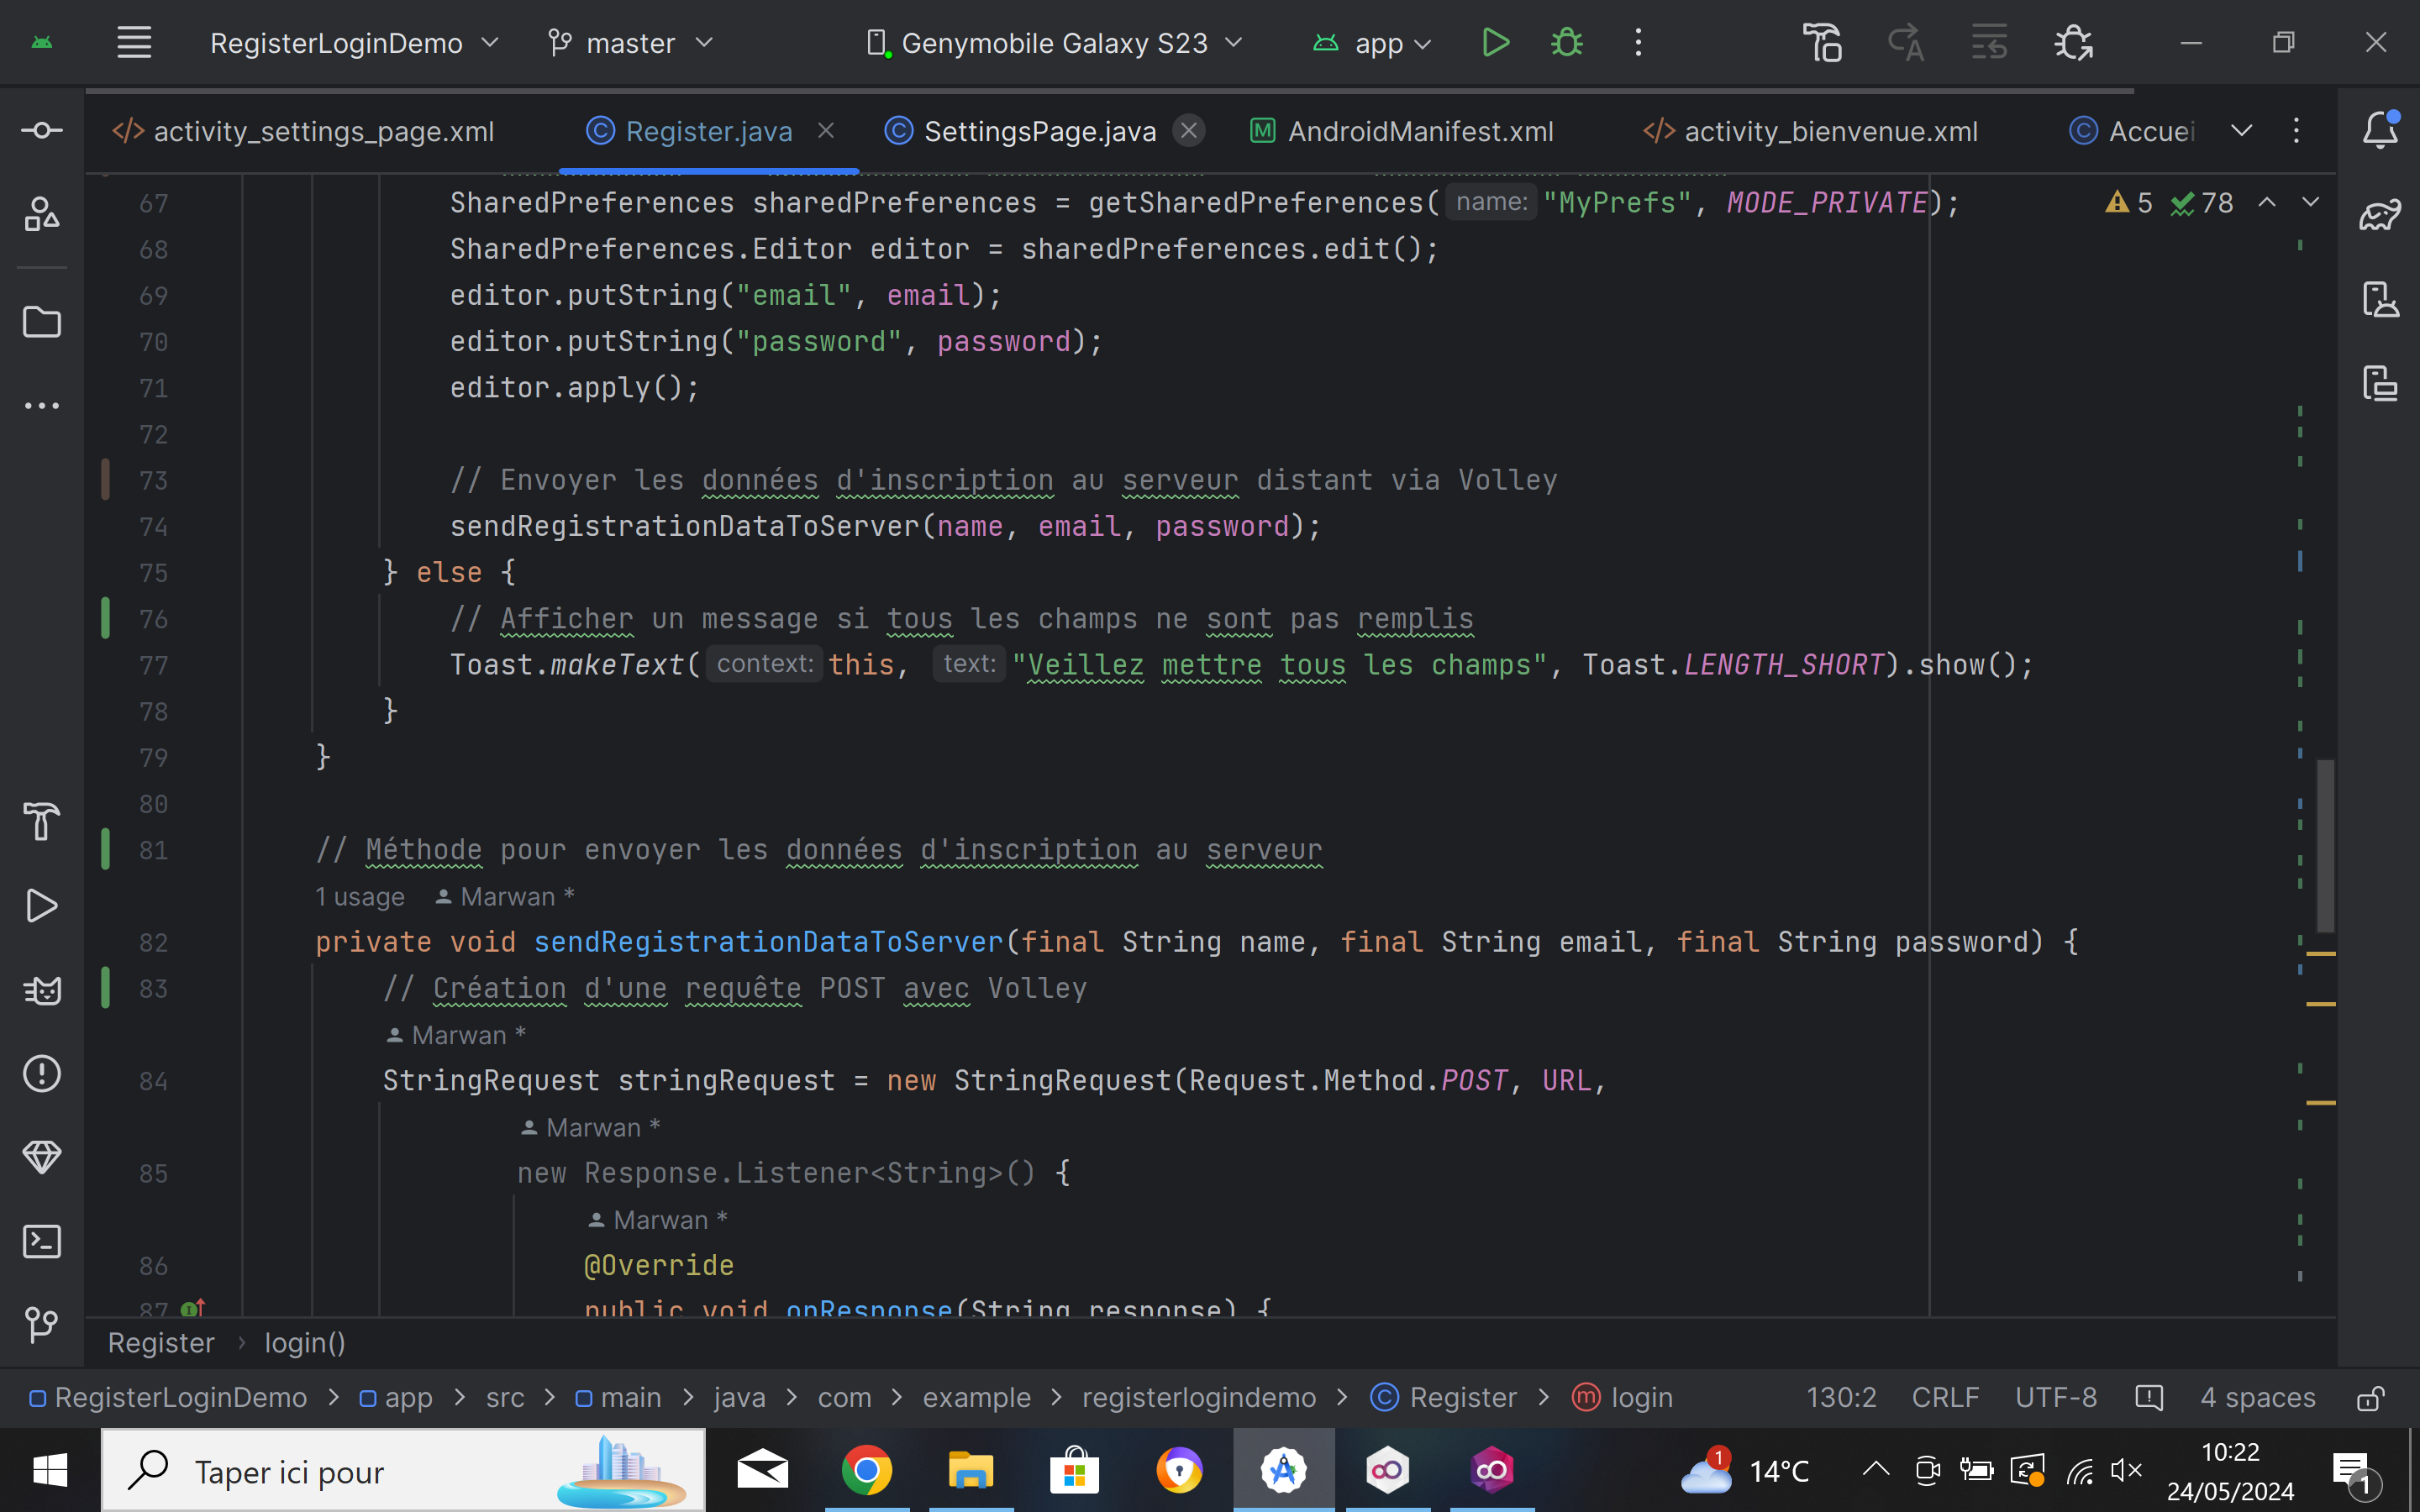 RegisterLoginDemo master Genymobile Galaxy S23 app
activity_settings_page.xml Register.java SettingsPage.java AndroidManifest.xml activity_bienvenue.xml Accuei
67 SharedPreferences sharedPreferences = getSharedPreferences( name: "MyPrefs", MODE_PRIVATE); 5 78
68 SharedPreferences.Editor editor = sharedPreferences.edit();
69 editor.putString("email", email);
70 editor.putString("password", password);
71 editor.apply();
72
73 // Envoyer les données d'inscription au serveur distant via Volley
74 sendRegistrationDataToServer(name, email, password);
75 } else {
76 // Afficher un message si tous les champs ne sont pas remplis
77 Toast.makeText( context: this, text: "Veillez mettre tous les champs", Toast.LENGTH_SHORT).show();
78 }
79 }
80
81 // Méthode pour envoyer les données d'inscription au serveur
1 usage Marwan *
82 private void sendRegistrationDataToServer(final String name, final String email, final String password) {
83 // Création d'une requête POST avec Volley
Marwan *
84 StringRequest stringRequest = new StringRequest(Request.Method.POST, URL,
Marwan *
85 new Response.Listener<String>() {
Marwan *
86 @Override
87 public void onResponse(String response) {
Register › login()
RegisterLoginDemo > app > src > main > java > com > example > registerlogindemo > Register > login 130:2 CRLF UTF-8 4 spaces
Taper ici pour 1 14°C 10:22
24/05/2024 1